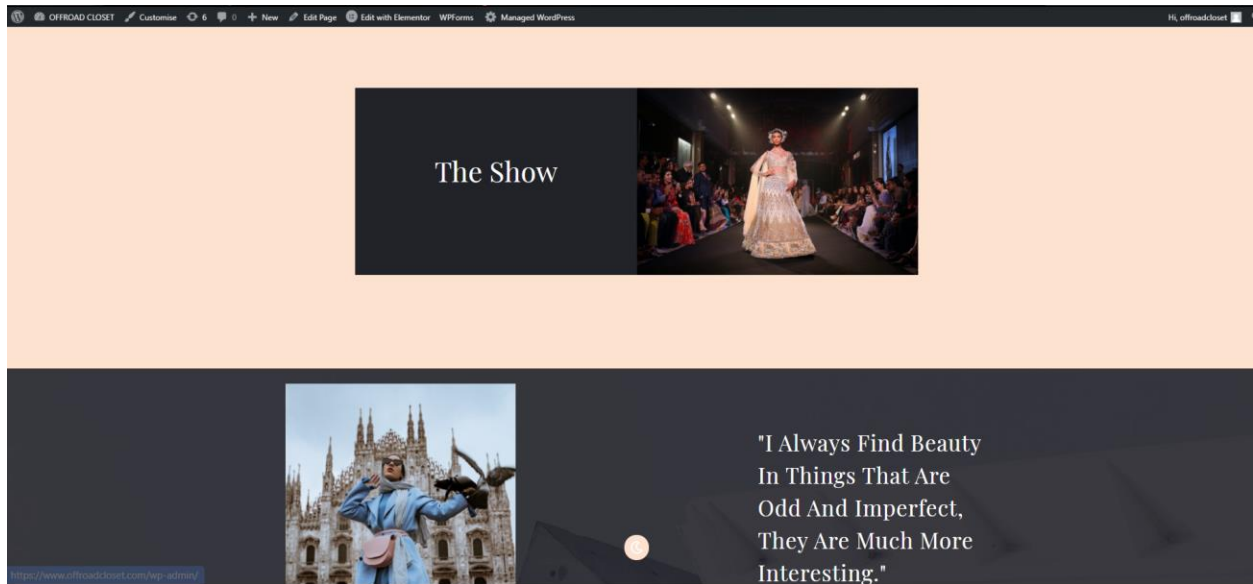 OFFROAD CLOSET Customise 6 0 New Edit Page Edit with Elementor WPForms Managed WordPress Hi, offroadcloset
The Show
"I Always Find Beauty
In Things That Are
Odd And Imperfect,
They Are Much More
Interesting."
https://www.offroadcloset.com/wp-admin/